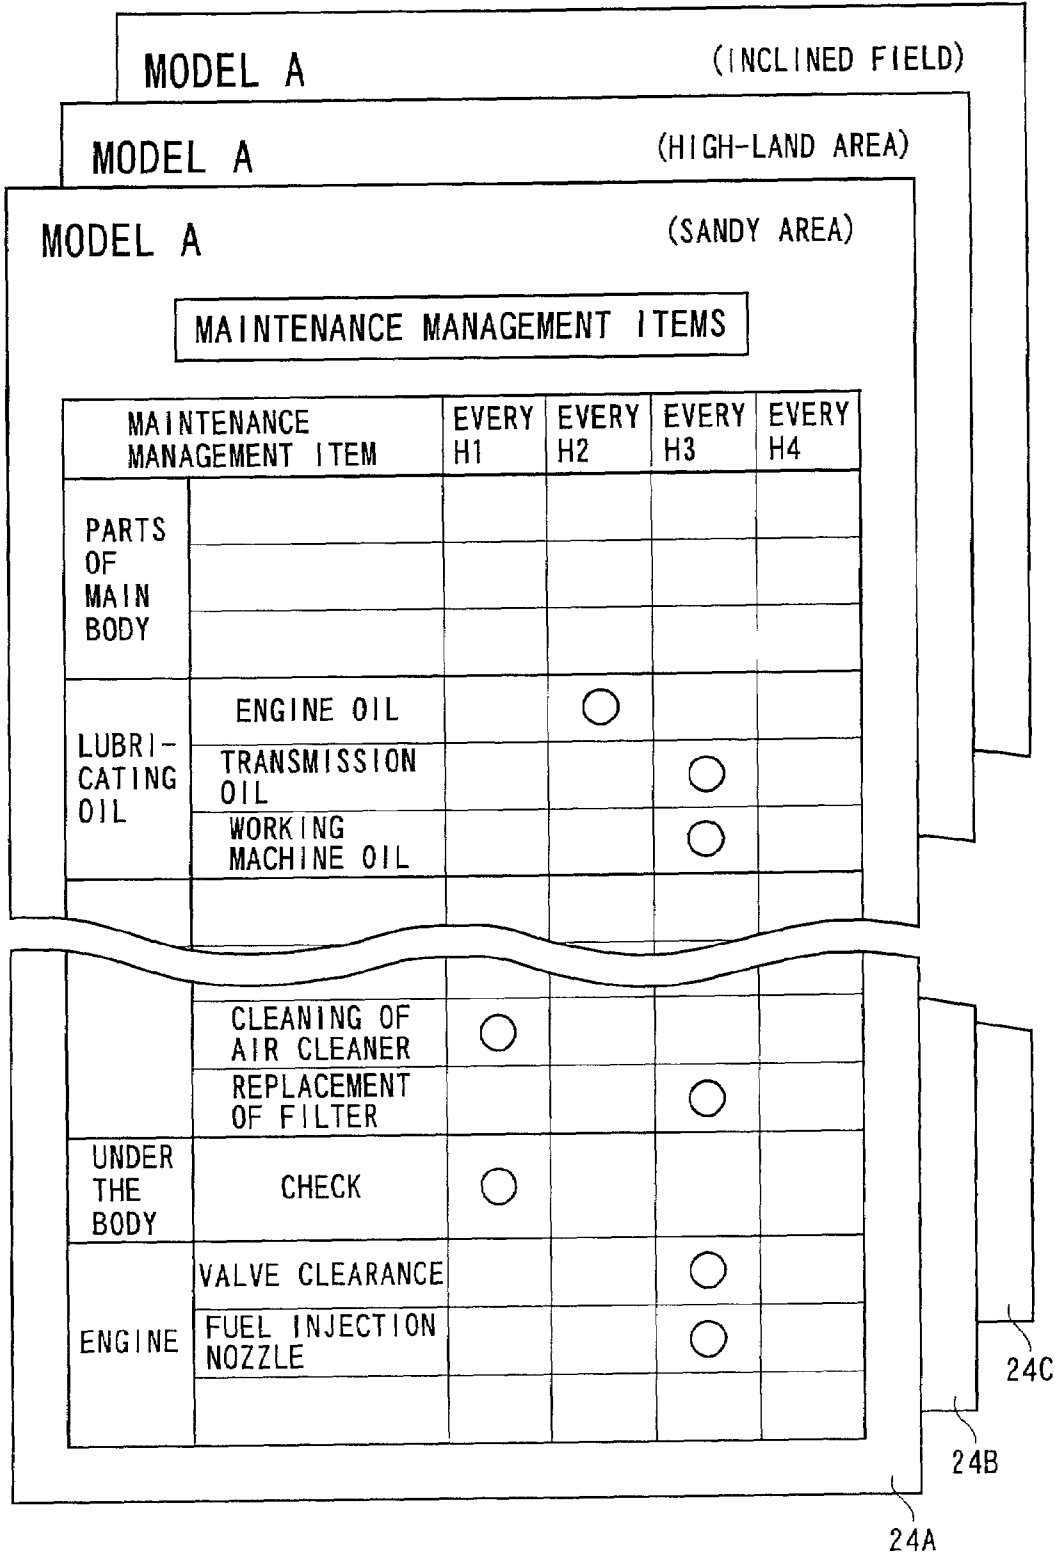 MODEL A (INCLINED FIELD)
MODEL A (HIGH-LAND AREA)
MODEL A (SANDY AREA)
MAINTENANCE MANAGEMENT ITEMS
MAINTENANCE
MANAGEMENT ITEM
EVERY
H1
EVERY
H2
EVERY
H3
EVERY
H4
PARTS
OF
MAIN
BODY
LUBRI-
CATING
OIL
ENGINE OIL
TRANSMISSION
OIL
WORKING
MACHINE OIL
CLEANING OF
AIR CLEANER
REPLACEMENT
OF FILTER
UNDER
THE
BODY
CHECK
ENGINE
VALVE CLEARANCE
FUEL INJECTION
NOZZLE
24C
24B
24A